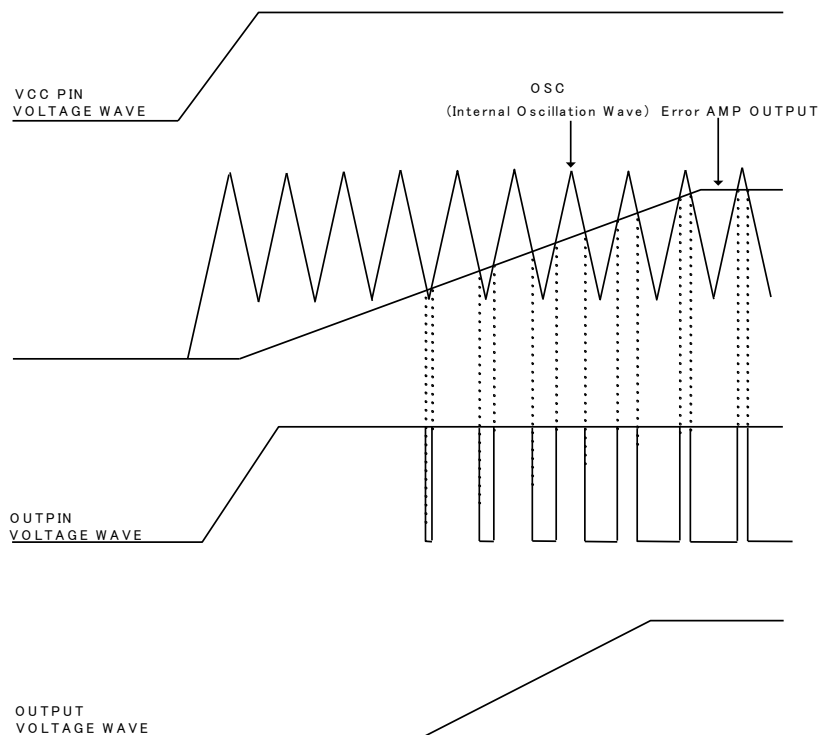 VCC PIN
VOLTAGE WAVE
OSC
(Internal Oscillation Wave) Error AMP OUTPUT
OUTPIN
VOLTAGE WAVE
OUTPUT
VOLTAGE WAVE